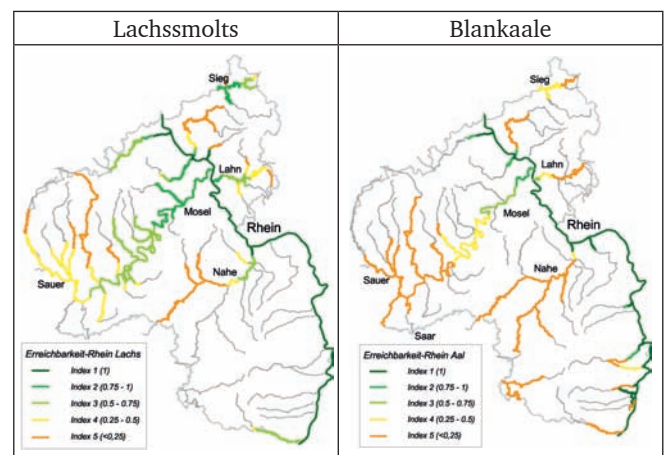 Lachssmolts
Sieg
Lahn
Mosel
Rhein
Nahe
Sauer
Erreichbarkeit-Rhein Lachs
Index 1 (1)
Index 2 (0.75 - 1)
Index 3 (0.5 - 0.75)
Index 4 (0.25 - 0.5)
Index 5 (<0,25)
Blankaale
Sieg
Lahn
Mosel
Rhein
Nahe
Sauer
Saar
Erreichbarkeit-Rhein Aal
Index 1 (1)
Index 2 (0.75 - 1)
Index 3 (0.5 - 0.75)
Index 4 (0.25 - 0.5)
Index 5 (<0,25)